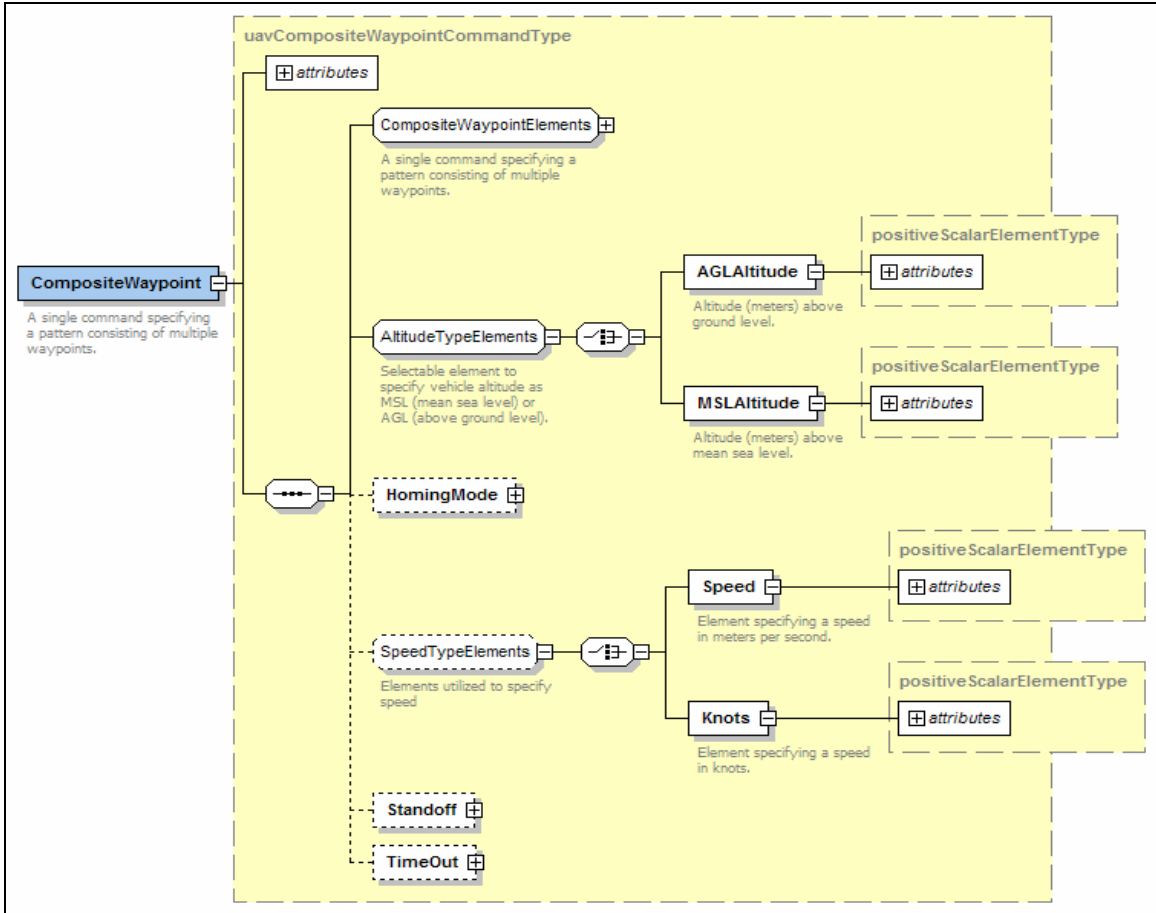 uavCompositeWaypointCommandType
attributes
CompositeWaypointElements
A single command specifying a
pattern consisting of multiple
waypoints.
positiveScalarElementType
AGLAltitude
attributes
Altitude (meters) above
ground level.
CompositeWaypoint
A single command specifying
a pattern consisting of multiple
waypoints.
AltitudeTypeElements
Selectable element to
specify vehicle altitude as
MSL (mean sea level) or
AGL (above ground level).
positiveScalarElementType
MSLAltitude
attributes
Altitude (meters) above
mean sea level.
HomingMode
positiveScalarElementType
Speed
attributes
Element specifying a speed
in meters per second.
SpeedTypeElements
Elements utilized to specify
speed
positiveScalarElementType
Knots
attributes
Element specifying a speed
in knots.
Standoff
TimeOut